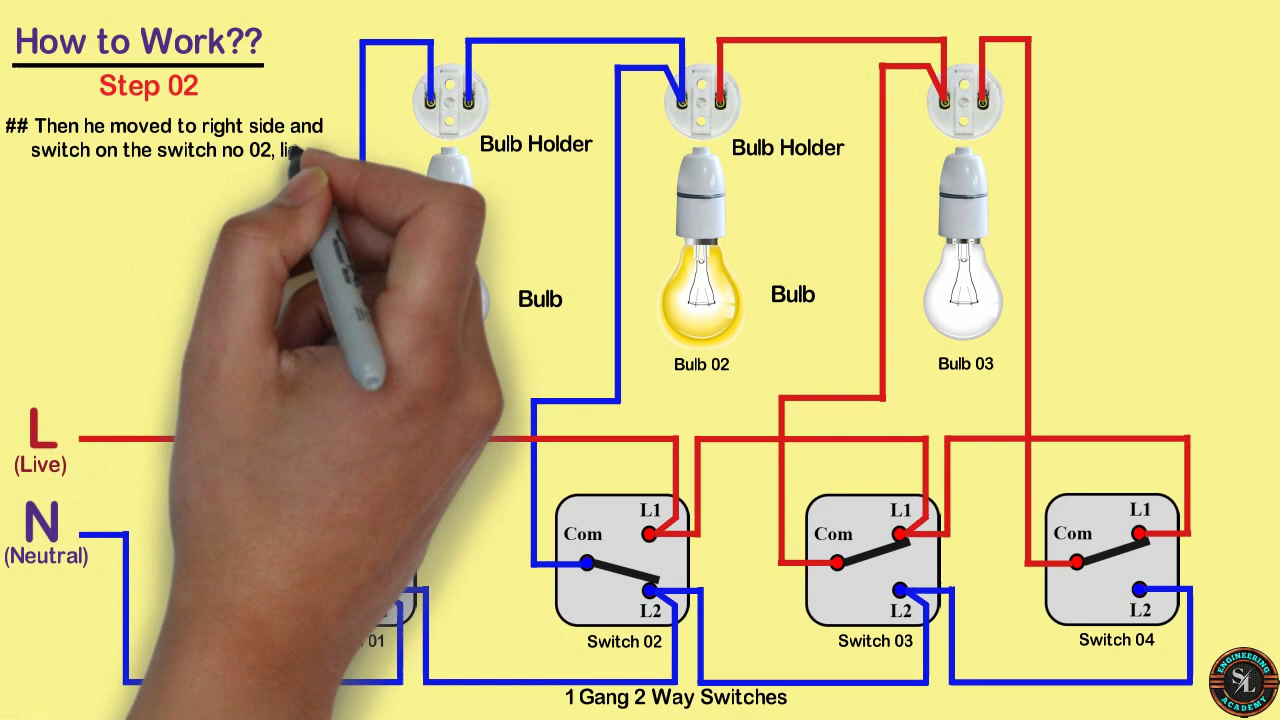 How to Work??
Step 02
## Then he moved to right side and
switch on the switch no 02,
Bulb Holder
Bulb Holder
Bulb
Bulb
Bulb 02
Bulb 03
L
(Live)
N
(Neutral)
L1
Com
L2
Switch 02
L1
Com
L2
Switch 03
L1
Com
L2
Switch 04
01
1 Gang 2 Way Switches
ENGINEERING
S/L
ACADEMY